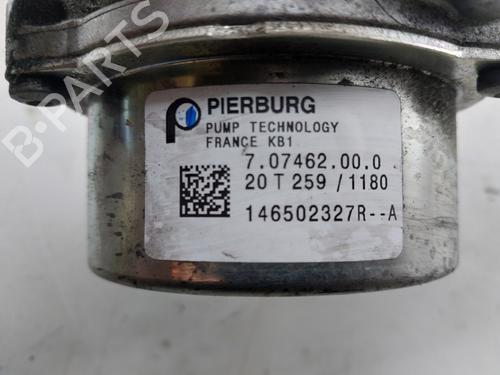 PIERBURG
PUMP TECHNOLOGY
FRANCE KB1
7.07462.00.0
20 T 259 / 1180
146502327R--A
B-PARTS